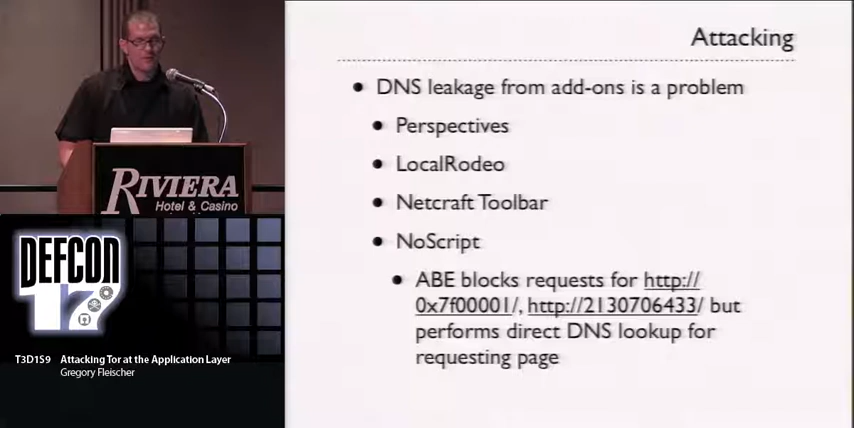 Attacking
• DNS leakage from add-ons is a problem
• Perspectives
• LocalRodeo
• Netcraft Toolbar
• NoScript
• ABE blocks requests for http://
0x7f00001/, http://2130706433/ but
performs direct DNS lookup for
requesting page
RIVIERA
Hotel & Casino
DEFCON
17
T3D1S9 Attacking Tor at the Application Layer
Gregory Fleischer